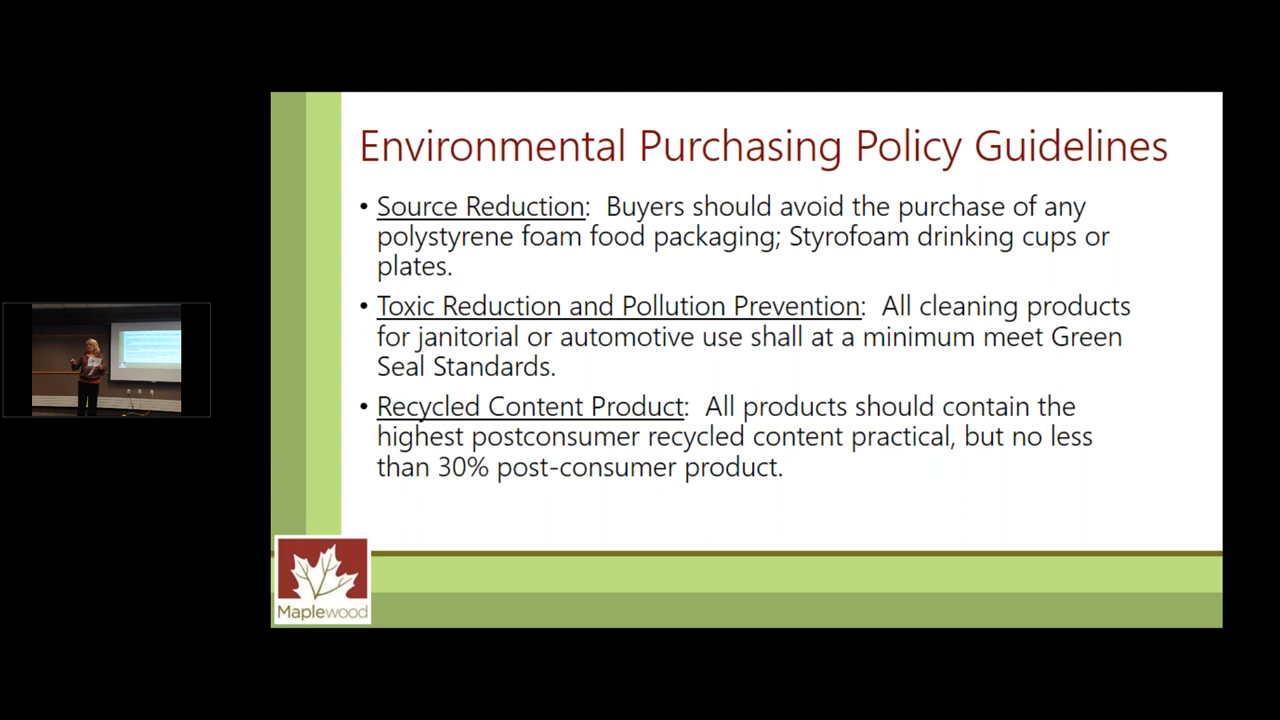 Environmental Purchasing Policy Guidelines
• Source Reduction:  Buyers should avoid the purchase of any
polystyrene foam food packaging; Styrofoam drinking cups or
plates.
• Toxic Reduction and Pollution Prevention:  All cleaning products
for janitorial or automotive use shall at a minimum meet Green
Seal Standards.
• Recycled Content Product:  All products should contain the
highest postconsumer recycled content practical, but no less
than 30% post-consumer product.
Maplewood